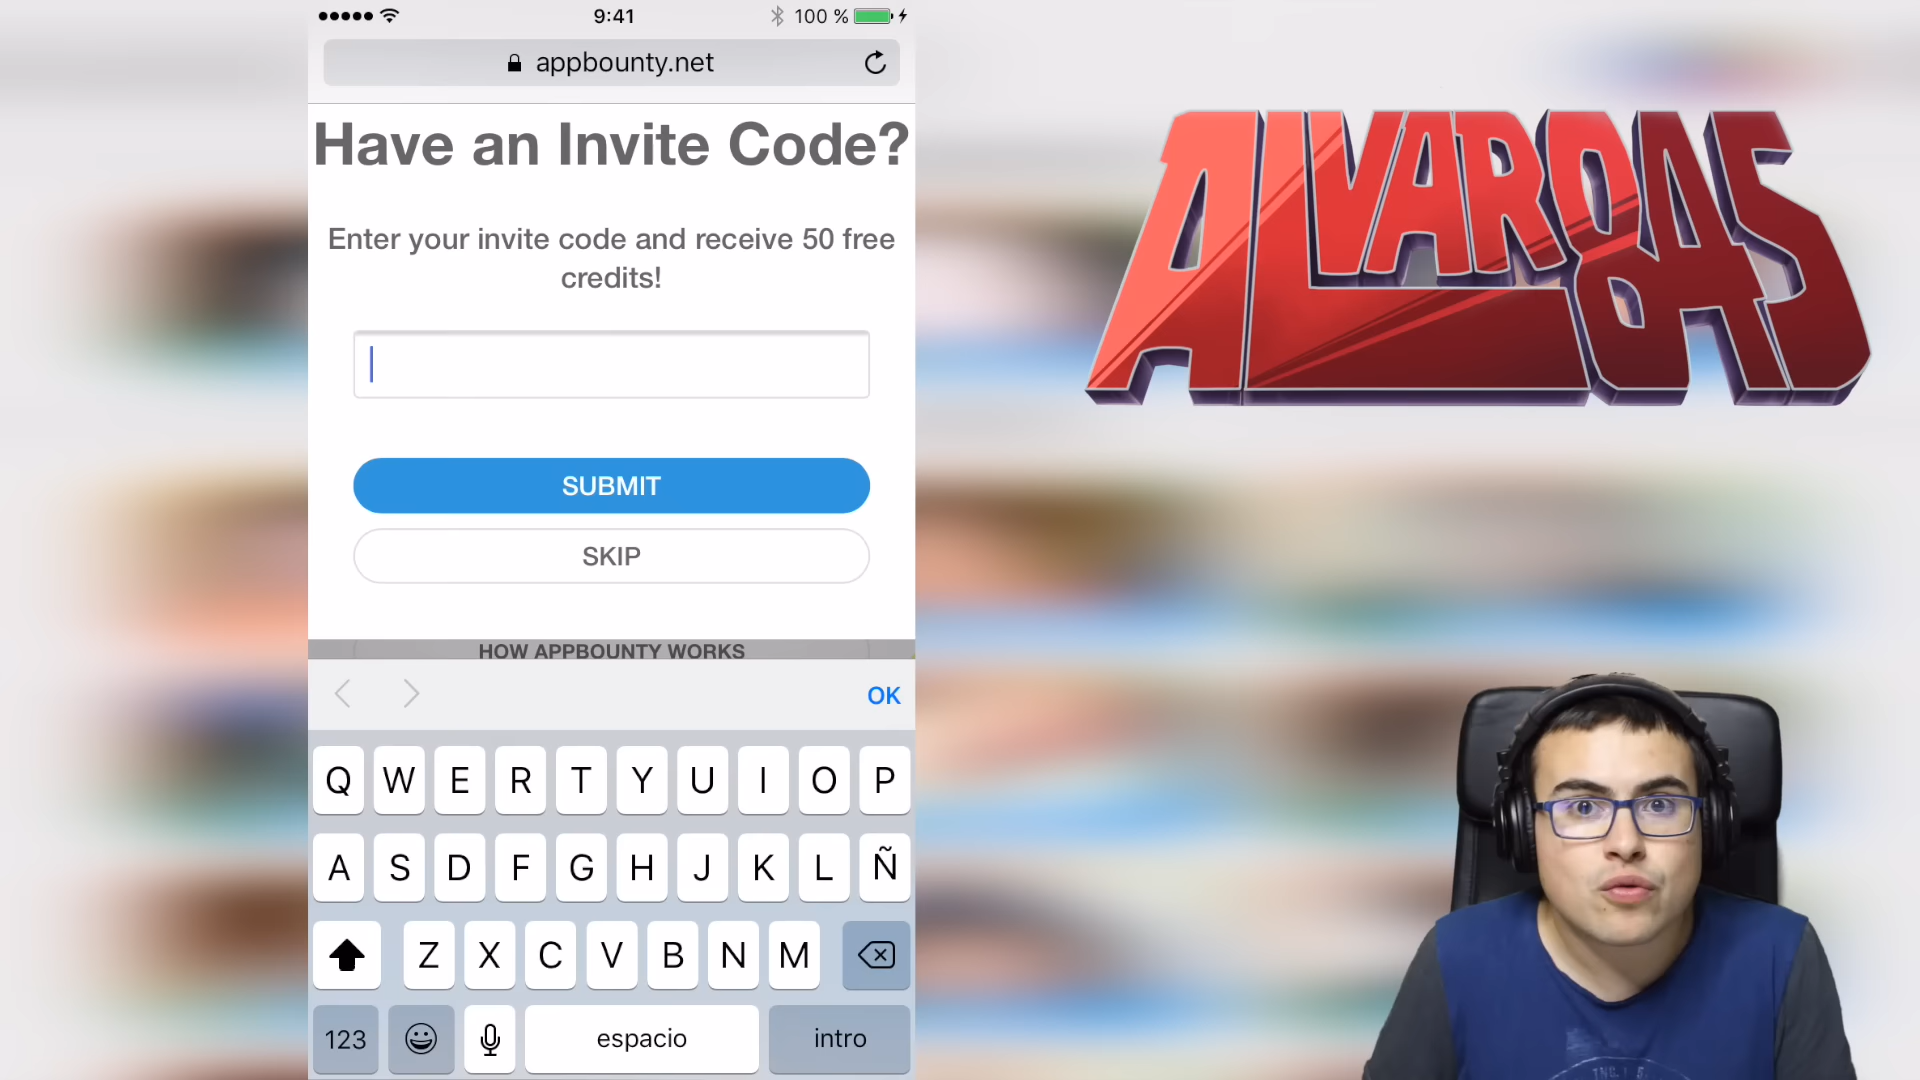 9:41
100 %
appbounty.net
Have an Invite Code?
Enter your invite code and receive 50 free
credits!
SUBMIT
SKIP
HOW APPBOUNTY WORKS
OK
Q W E R T Y U I O P
A S D F G H J K L Ñ
Z X C V B N M
123
espacio
intro
ALVARO845